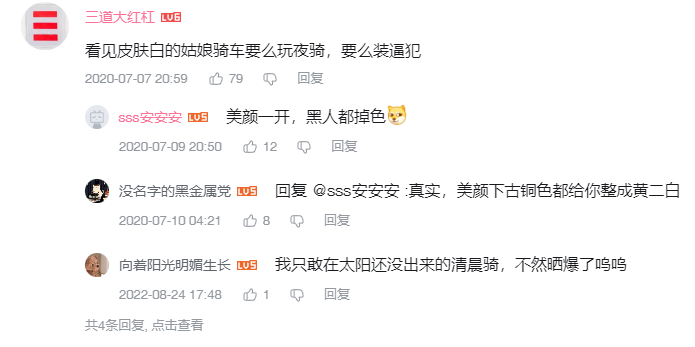 三道大红杠 LV6
看见皮肤白的姑娘骑车要么玩夜骑，要么装逼犯
2020-07-07 20:59 79 回复
sss安安安 LV5 美颜一开，黑人都掉色
2020-07-09 20:50 12 回复
没名字的黑金属党 LV5 回复 @sss安安安 :真实，美颜下古铜色都给你整成黄二白
2020-07-10 04:21 8 回复
向着阳光明媚生长 LV5 我只敢在太阳还没出来的清晨骑，不然晒爆了呜呜
2022-08-24 17:48 1 回复
共4条回复, 点击查看